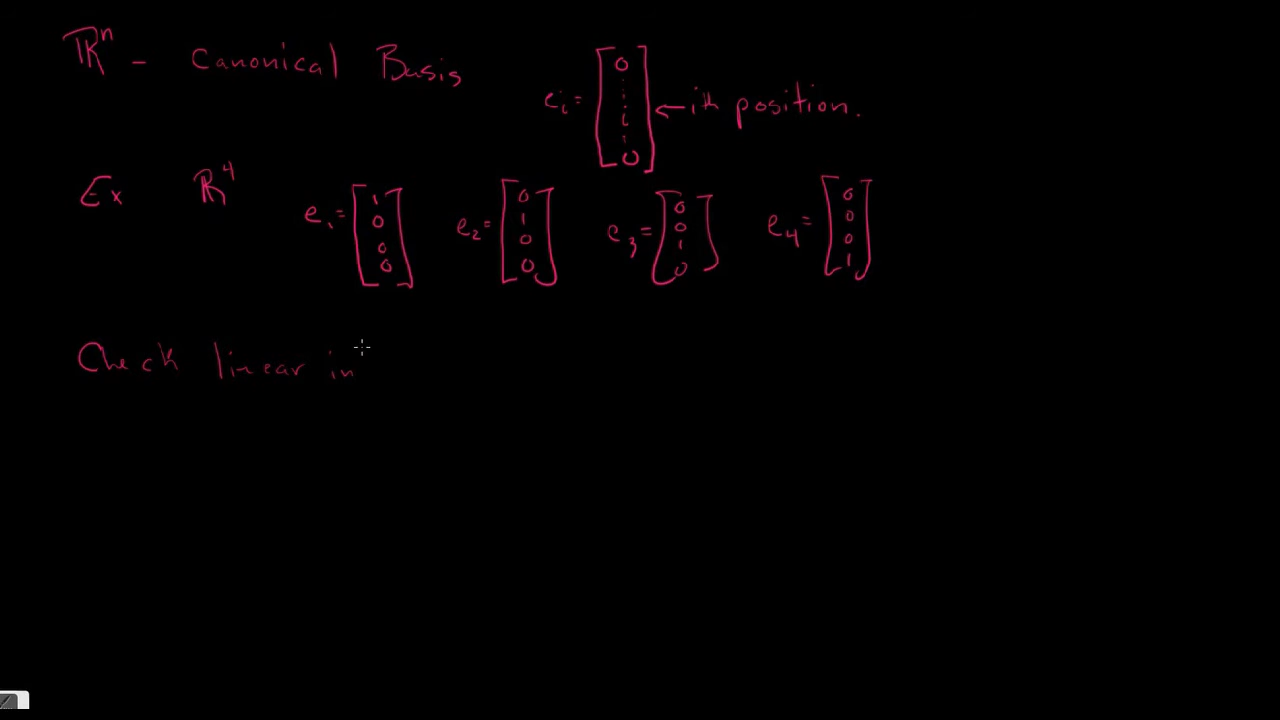 ℝⁿ - Canonical Basis
eᵢ = [0 ⋮ i ⋮ 0] ← ith position.
Ex ℝ⁴ e₁ = [1 0 0 0] e₂ = [0 1 0 0] e₃ = [0 0 1 0] e₄ = [0 0 0 1]
Check linear in